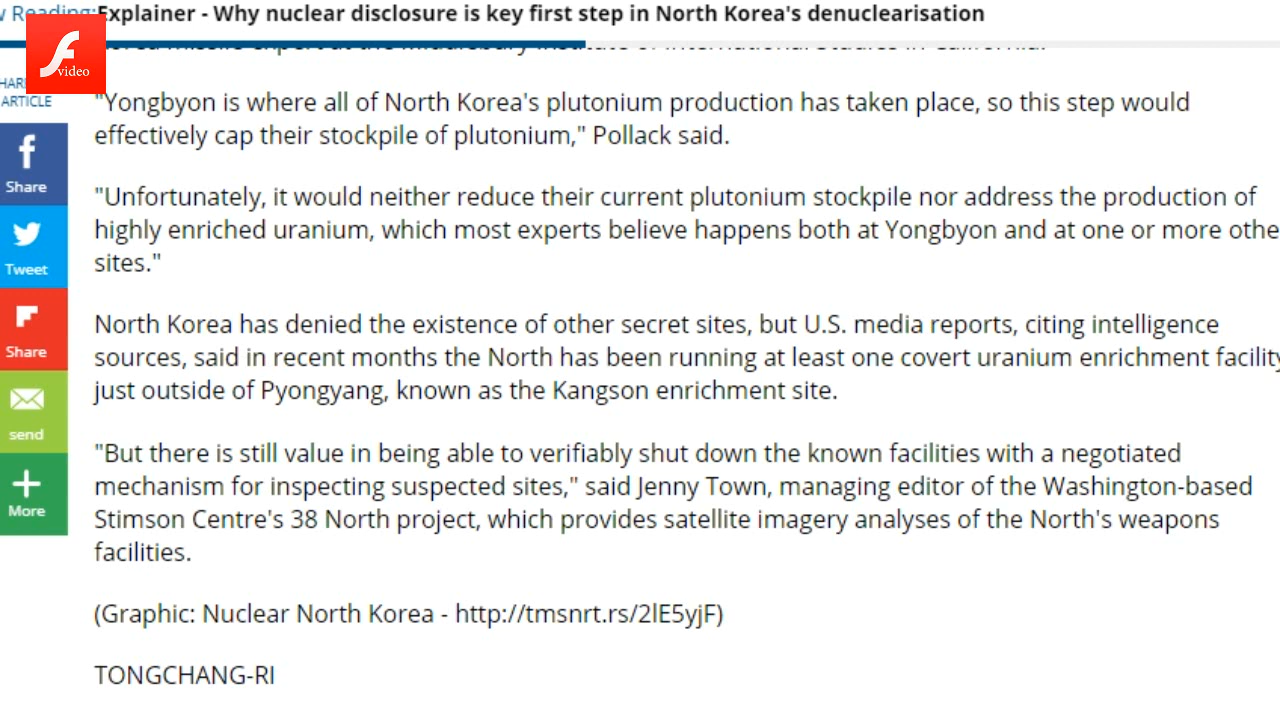 Reading:Explainer - Why nuclear disclosure is key first step in North Korea's denuclearisation
video
ARTICLE
"Yongbyon is where all of North Korea's plutonium production has taken place, so this step would
effectively cap their stockpile of plutonium," Pollack said.
Share
"Unfortunately, it would neither reduce their current plutonium stockpile nor address the production of
highly enriched uranium, which most experts believe happens both at Yongbyon and at one or more othe
sites."
Tweet
North Korea has denied the existence of other secret sites, but U.S. media reports, citing intelligence
sources, said in recent months the North has been running at least one covert uranium enrichment facility
just outside of Pyongyang, known as the Kangson enrichment site.
Share
send
"But there is still value in being able to verifiably shut down the known facilities with a negotiated
mechanism for inspecting suspected sites," said Jenny Town, managing editor of the Washington-based
Stimson Centre's 38 North project, which provides satellite imagery analyses of the North's weapons
facilities.
More
(Graphic: Nuclear North Korea - http://tmsnrt.rs/2lE5yjF)
TONGCHANG-RI